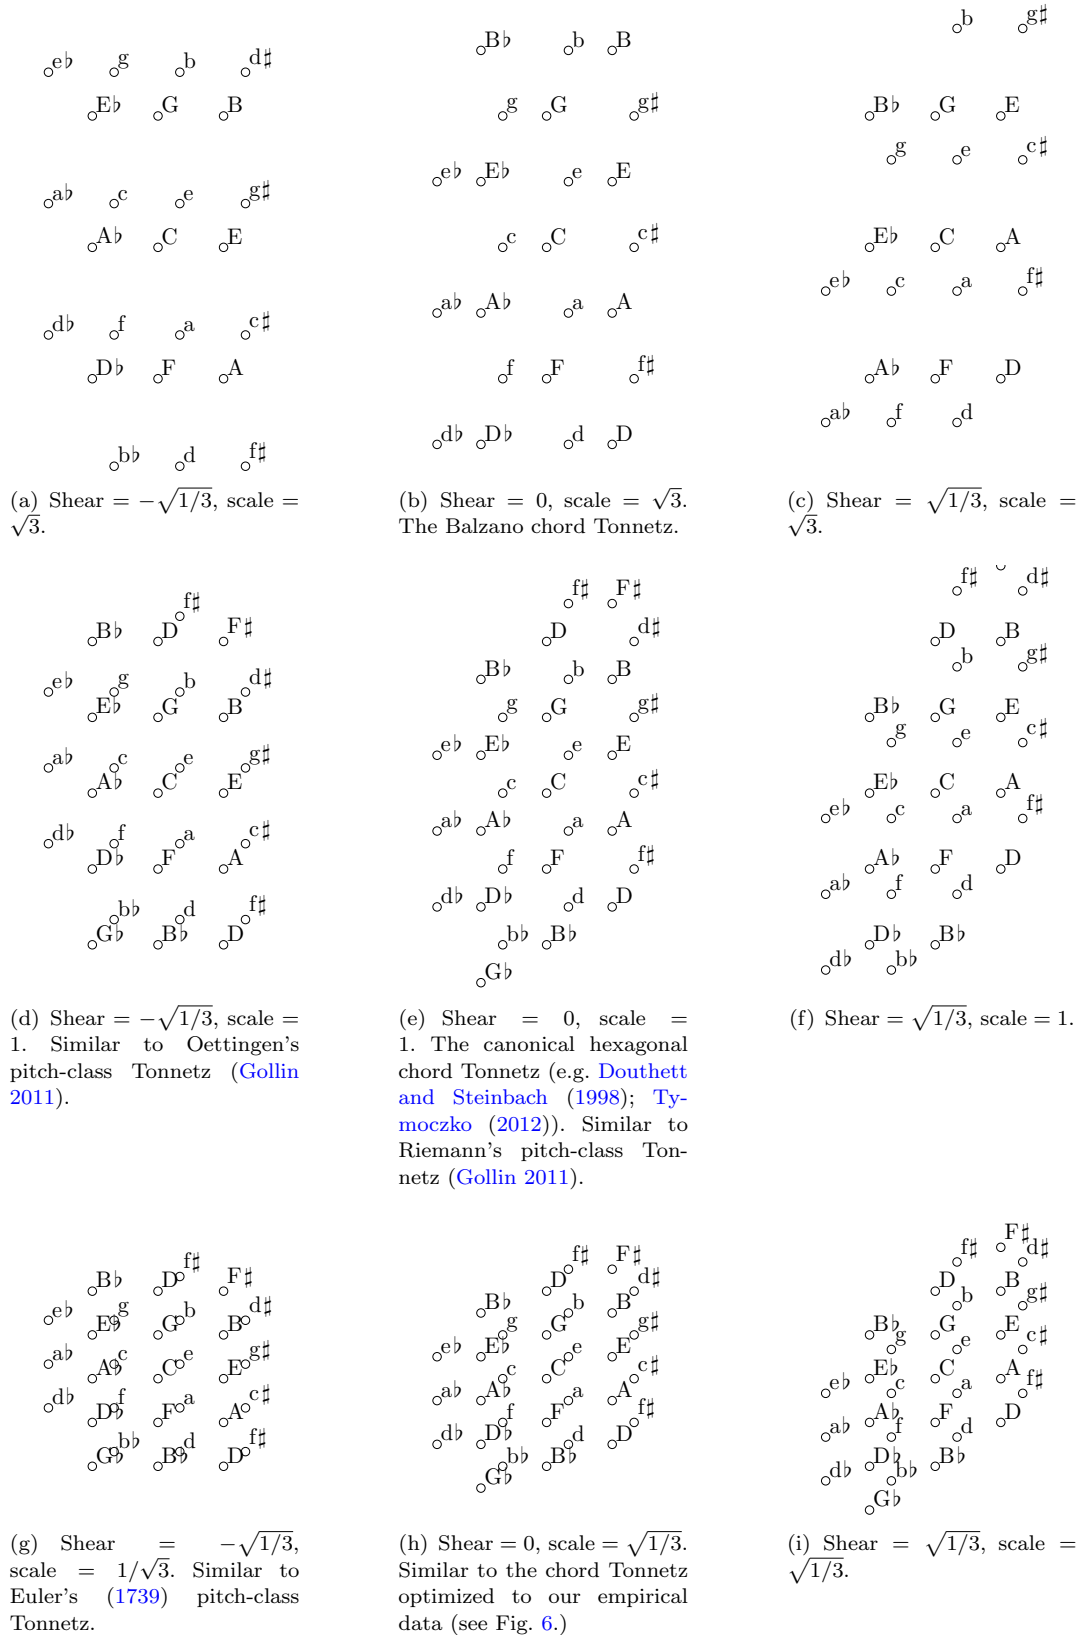 b g♯
B♭ b B
e♭ g b d♯
E♭ G B
g G g♯
B♭ G E
g e c♯
e♭ E♭ e E
a♭ c e g♯
A♭ C E
c C c♯
E♭ C A
e♭ c a f♯
a♭ A♭ a A
d♭ f a c♯
D♭ F A
f F f♯
A♭ F D
a♭ f d
d♭ D♭ d D
b♭ d f♯
(a) Shear = −√1/3, scale =
√3.
(b) Shear = 0, scale = √3.
The Balzano chord Tonnetz.
(c) Shear = √1/3, scale =
√3.
f♯
B♭ D F♯
e♭ g b d♯
E♭ G B
a♭ c e g♯
A♭ C E
d♭ f a c♯
D♭ F A
b♭ d f♯
G♭ B♭ D
f♯ F♯
D d♯
B♭ b B
g G g♯
e♭ E♭ e E
c C c♯
a♭ A♭ a A
f F f♯
d♭ D♭ d D
b♭ B♭
G♭
f♯ d♯
D B
b g♯
B♭ G E
g e c♯
E♭ C A
e♭ c a f♯
A♭ F D
a♭ f d
D♭ B♭
d♭ b♭
(d) Shear = −√1/3, scale =
1. Similar to Oettingen's
pitch-class Tonnetz (Gollin
2011).
(e) Shear = 0, scale =
1. The canonical hexagonal
chord Tonnetz (e.g. Douthett
and Steinbach (1998); Ty-
moczko (2012)). Similar to
Riemann's pitch-class Ton-
netz (Gollin 2011).
(f) Shear = √1/3, scale = 1.
f♯
B♭ D F♯
e♭ g b d♯
E♭ G B
a♭ c e g♯
A♭ C E
d♭ f a c♯
D♭ F A
b♭ d f♯
G♭ B♭ D
f♯ F♯
D d♯
B♭ b B
g G g♯
e♭ E♭ e E
c C c♯
a♭ A♭ a A
f F f♯
d♭ D♭ d D
b♭ B♭
G♭
F♯
f♯ d♯
D B
b g♯
B♭ G E
g e c♯
E♭ C A
e♭ c a f♯
A♭ F D
a♭ f d
D♭ B♭
d♭ b♭
G♭
(g) Shear = −√1/3,
scale = 1/√3. Similar to
Euler's (1739) pitch-class
Tonnetz.
(h) Shear = 0, scale = √1/3.
Similar to the chord Tonnetz
optimized to our empirical
data (see Fig. 6.)
(i) Shear = √1/3, scale =
√1/3.